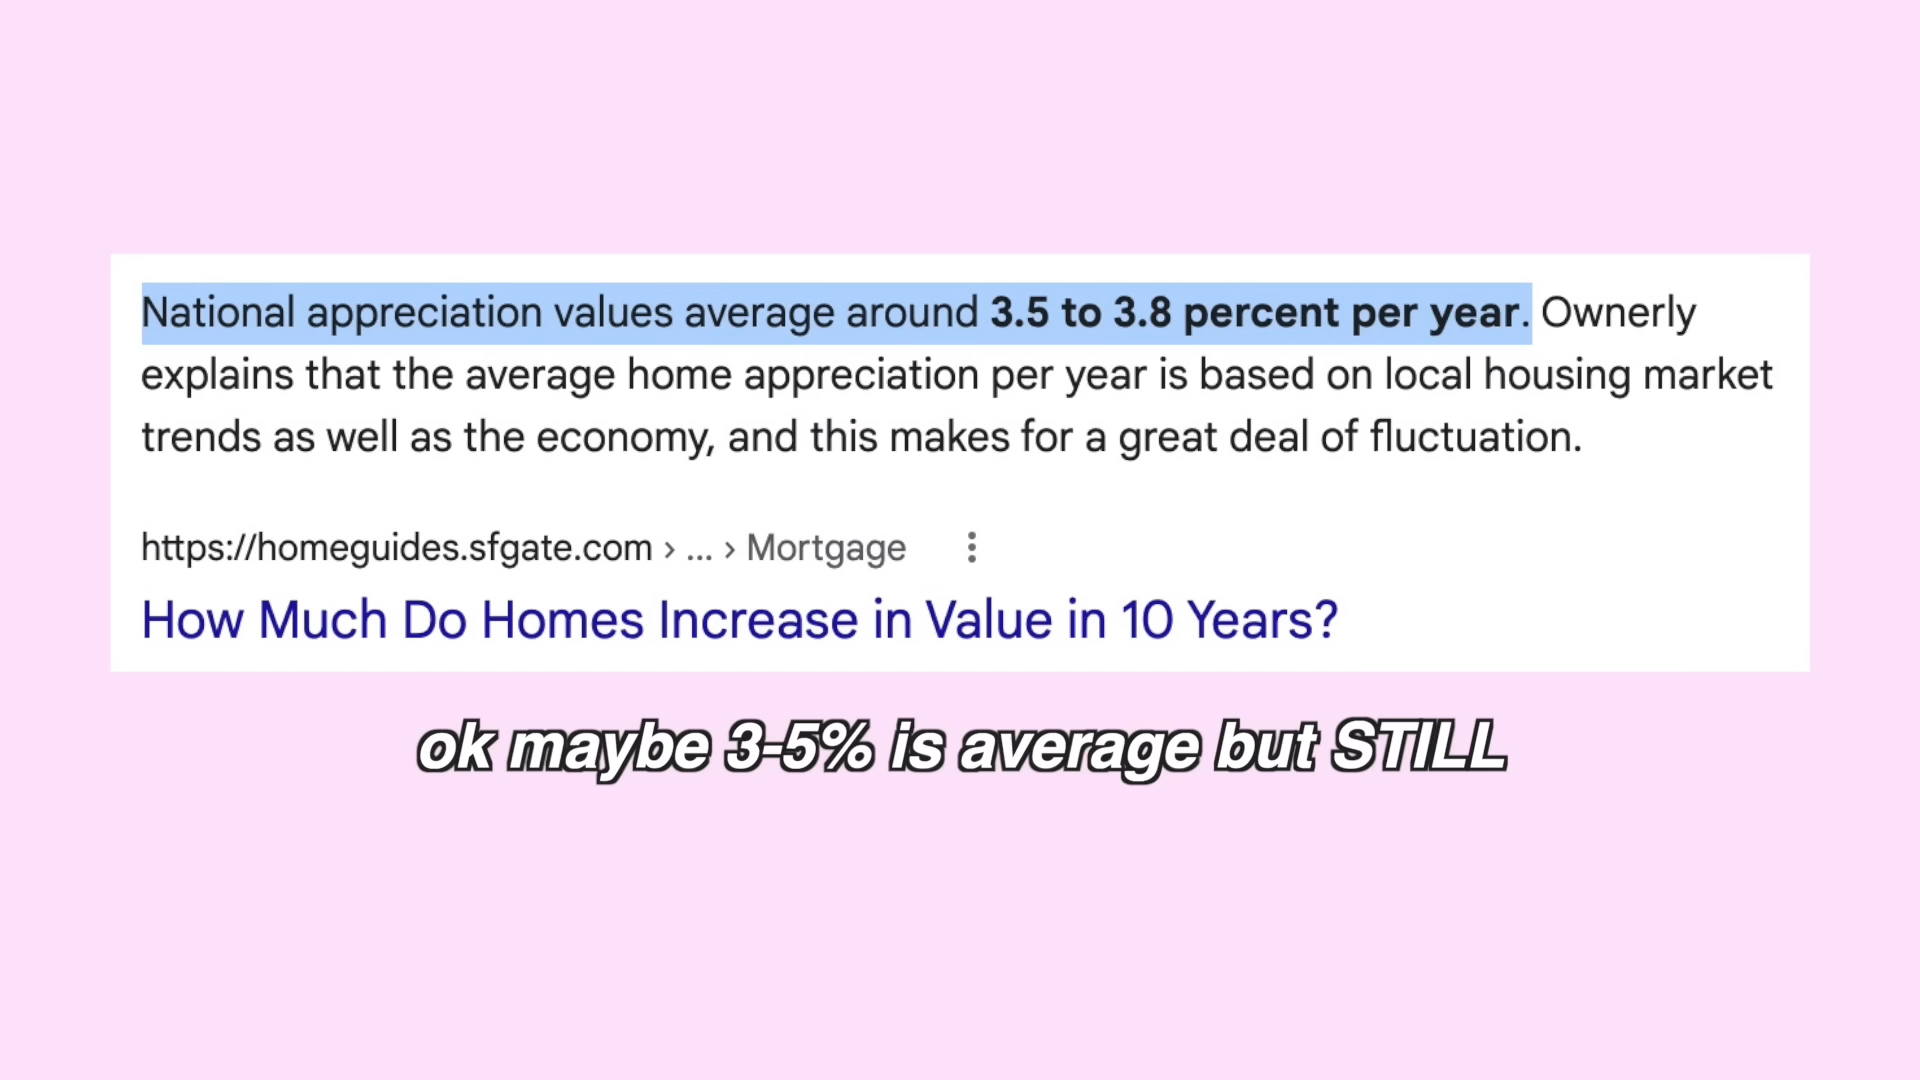 National appreciation values average around 3.5 to 3.8 percent per year. Ownerly
explains that the average home appreciation per year is based on local housing market
trends as well as the economy, and this makes for a great deal of fluctuation.
https://homeguides.sfgate.com › ... › Mortgage
How Much Do Homes Increase in Value in 10 Years?
ok maybe 3-5% is average but STILL